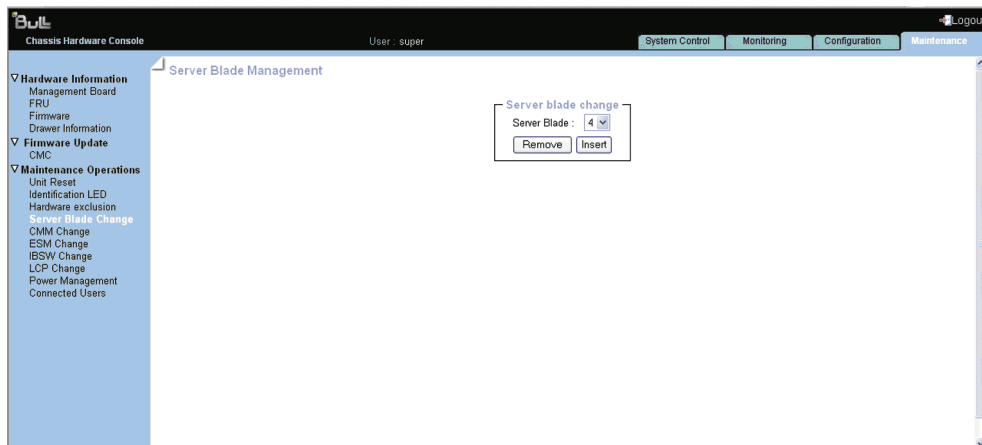 Bull
Logou
Chassis Hardware Console
User : super
System Control
Monitoring
Configuration
Maintenance
Hardware Information
Management Board
FRU
Firmware
Drawer Information
Firmware Update
CMC
Maintenance Operations
Unit Reset
Identification LED
Hardware exclusion
Server Blade Change
CMM Change
ESM Change
IBSW Change
LCP Change
Power Management
Connected Users
Server Blade Management
Server blade change
Server Blade : 4
Remove Insert